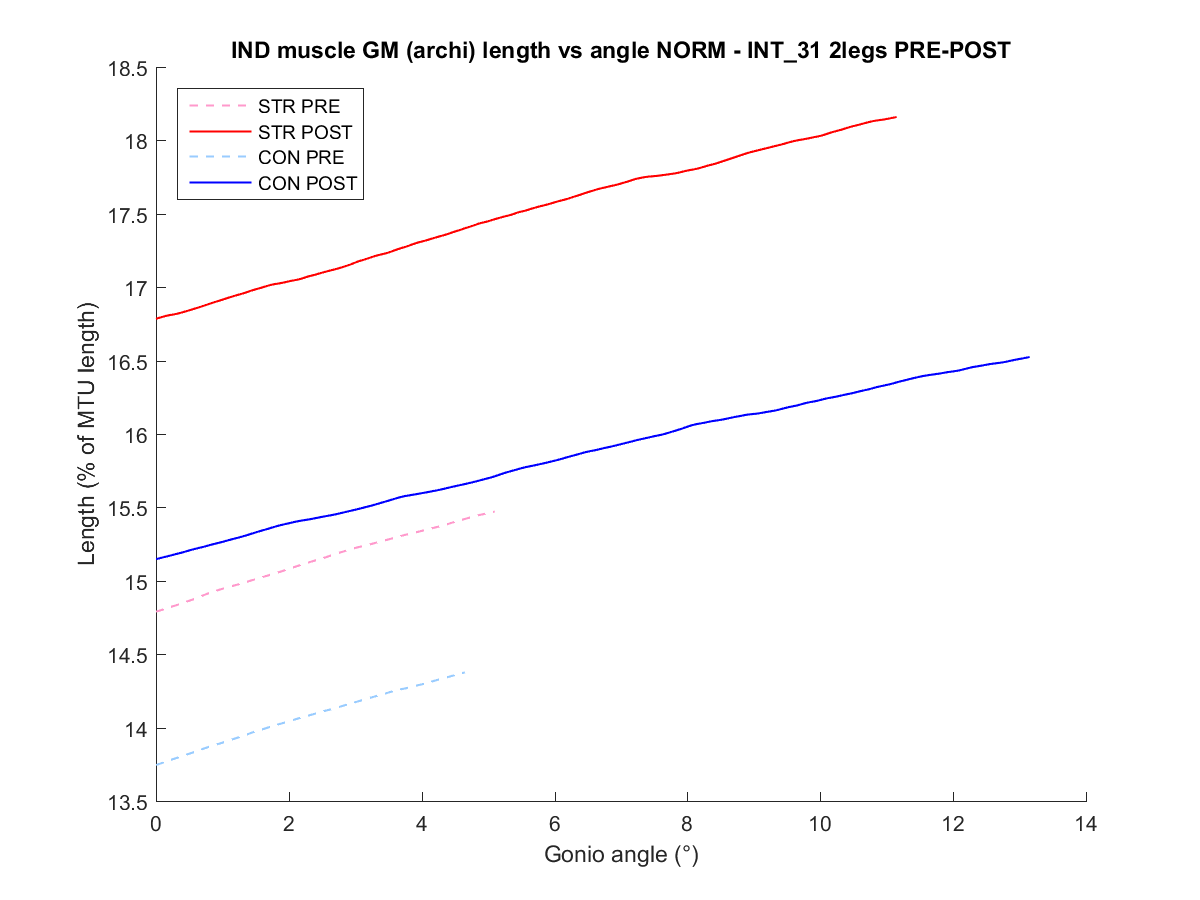 IND muscle GM (archi) length vs angle NORM - INT_31 2legs PRE-POST
STR PRE
STR POST
CON PRE
CON POST
Length (% of MTU length)
18.5
18
17.5
17
16.5
16
15.5
15
14.5
14
13.5
0
2
4
6
8
10
12
14
Gonio angle (°)